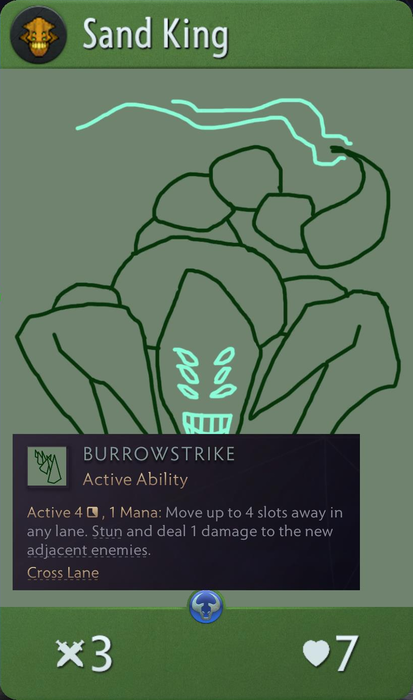 Sand King
BURROWSTRIKE
Active Ability
Active 4 , 1 Mana: Move up to 4 slots away in
any lane. Stun and deal 1 damage to the new
adjacent enemies.
Cross Lane
3 7